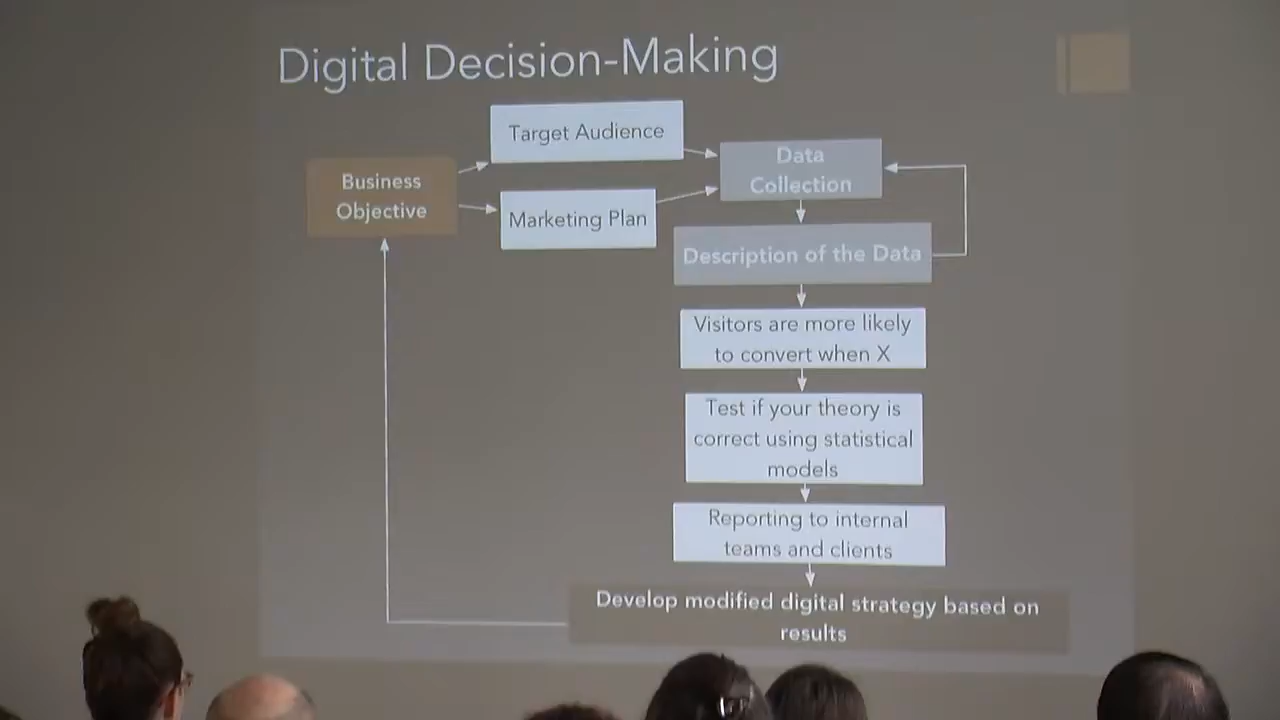 Digital Decision-Making
Target Audience
Business
Objective
Marketing Plan
Data
Collection
Description of the Data
Visitors are more likely
to convert when X
Test if your theory is
correct using statistical
models
Reporting to internal
teams and clients
Develop modified digital strategy based on
results